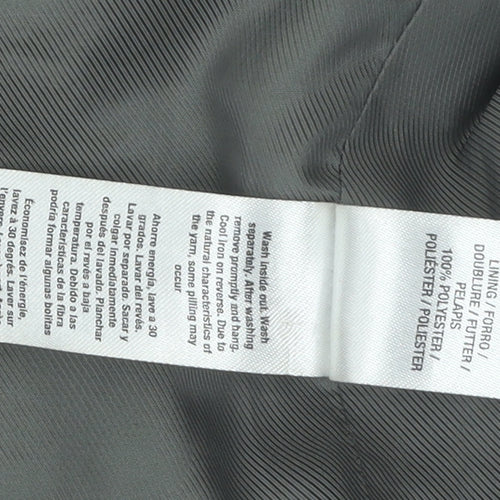 LINING / FORRO /
DOUBLURE / FUTTER /
PELAPIS
100% POLYESTER /
POLIESTER / POLIESTER
Wash inside out. Wash
separately. After washing
remove promptly and hang.
Cool Iron on reverse. Due to
the natural characteristics of
the yarn, some pilling may
occur
Ahorre energía, lave a 30
grados. Lavar del revés.
Lavar por separado. Sacar y
colgar inmediatamente
después del lavado. Planchar
por el revés a baja
temperatura. Debido a las
características de la fibra
podría formar algunas bolitas
Économisez de l'énergie,
lavez à 30 degrés. Laver sur
l'envers.